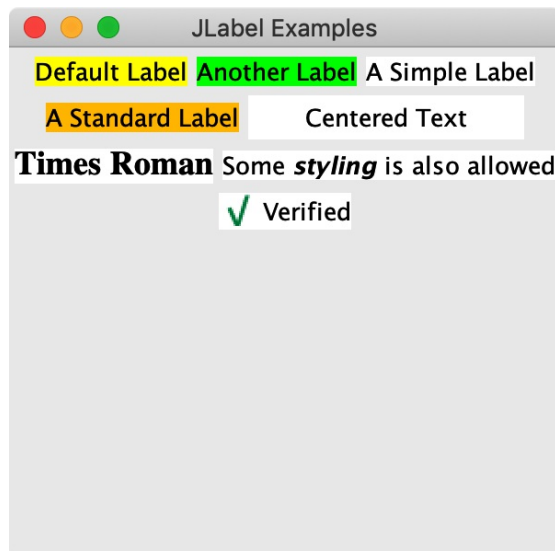 JLabel Examples
Default Label Another Label A Simple Label
A Standard Label Centered Text
Times Roman Some styling is also allowed
Verified